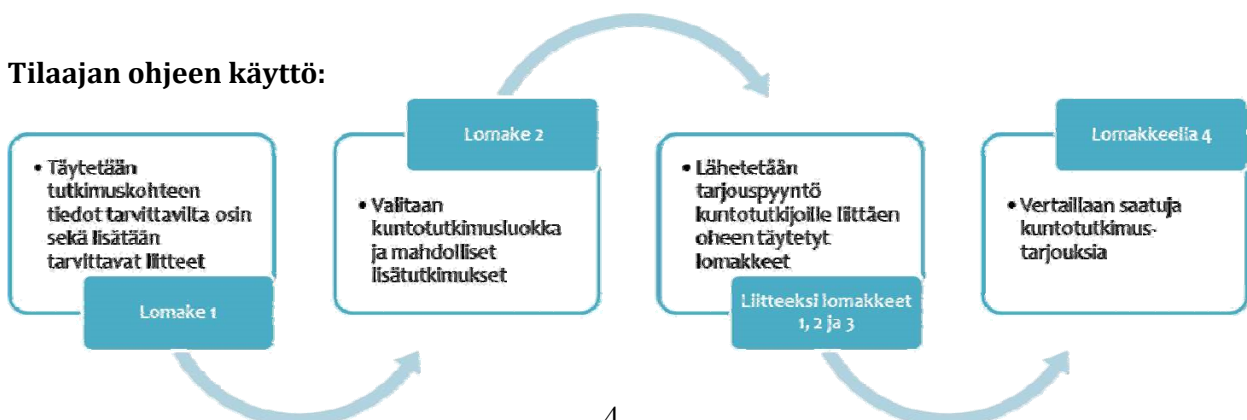 Tilaajan ohjeen käyttö:
• Täytetään
tutkimuskohteen
tiedot tarvittavilta osin
sekä lisätään
tarvittavat liitteet
Lomake 1
Lomake 2
• Valitaan
kuntotutkimusluokka
ja mahdolliset
lisätutkimukset
• Lähetetään
tarjouspyyntö
kuntotutkijoille liittäen
oheen täytetyt
lomakkeet
Liitteeksi lomakkeet
1, 2 ja 3
Lomakkeella 4
• Vertaillaan saatuja
kuntotutkimus-
tarjouksia
4